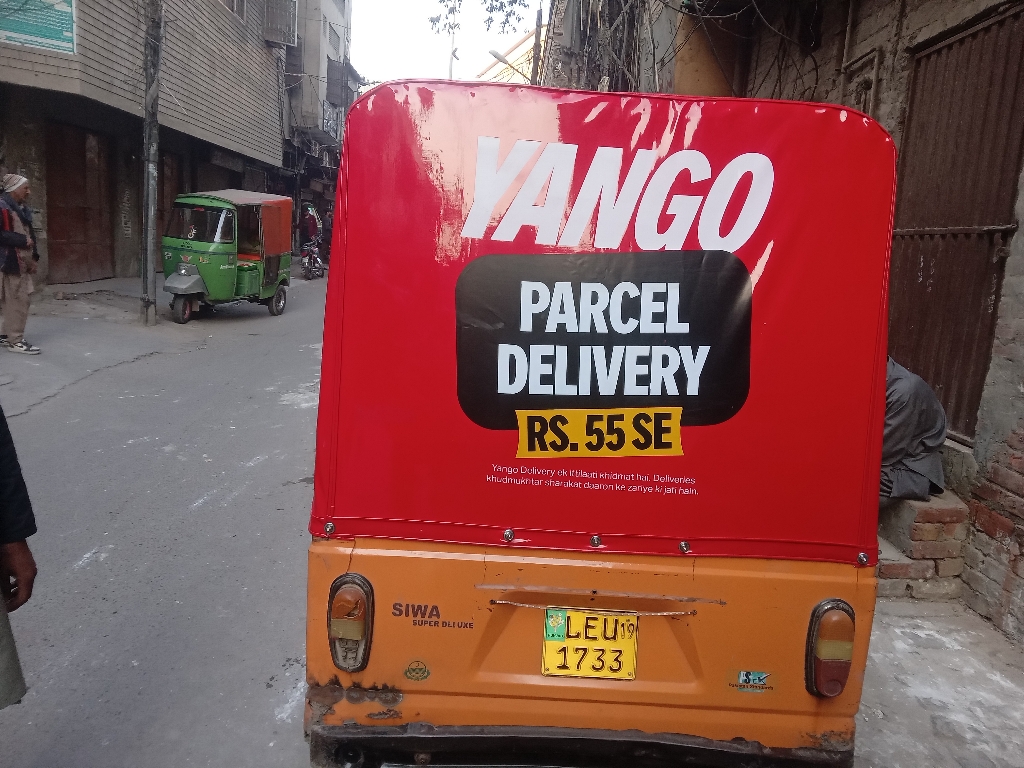 YANGO
PARCEL
DELIVERY
RS. 55 SE
Yango Delivery ek ittilaati khidmat hai. Deliveries
khudmukhtar sharakat daaron ke zariye ki jati hain.
SIWA
SUPER DELUXE
LEU 19
1733